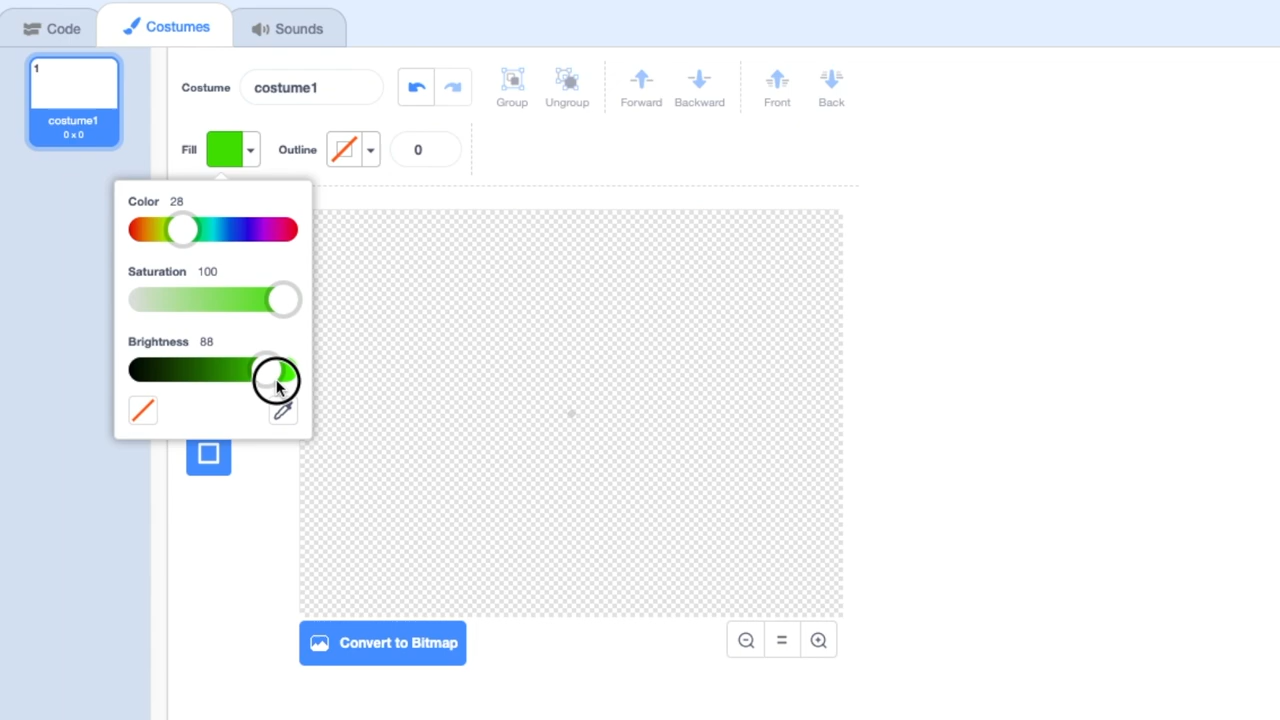 Code
Costumes
Sounds
1
costume1
0 x 0
Costume
costume1
Group
Ungroup
Forward
Backward
Front
Back
Fill
Outline
0
Color 28
Saturation 100
Brightness 88
Convert to Bitmap